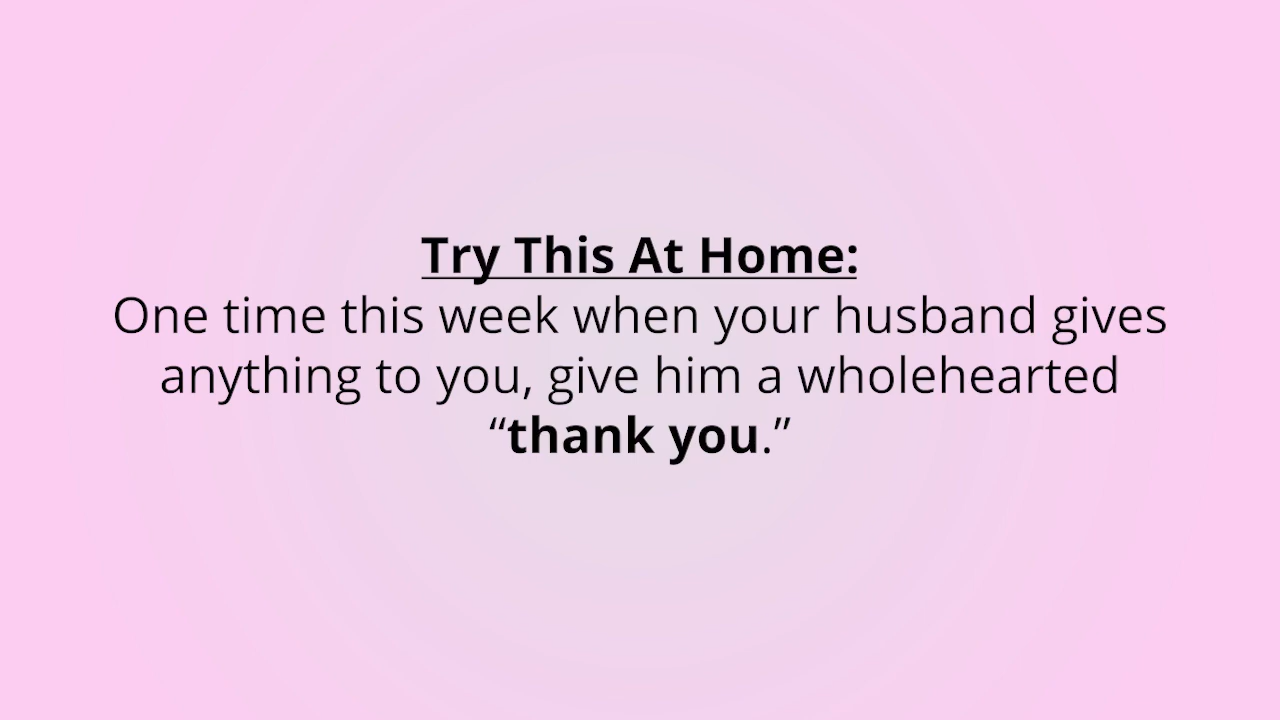 Try This At Home:
One time this week when your husband gives
anything to you, give him a wholehearted
“thank you.”